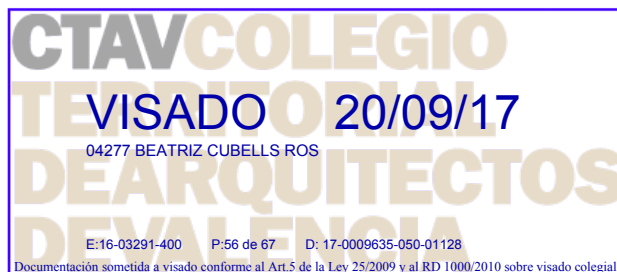 CTAVCOLEGIO
TERRITORIAL
VISADO 20/09/17
04277 BEATRIZ CUBELLS ROS
DEARQUITECTOS
DEVALENCIA
E:16-03291-400 P:56 de 67 D: 17-0009635-050-01128
Documentación sometida a visado conforme al Art.5 de la Ley 25/2009 y al RD 1000/2010 sobre visado colegial